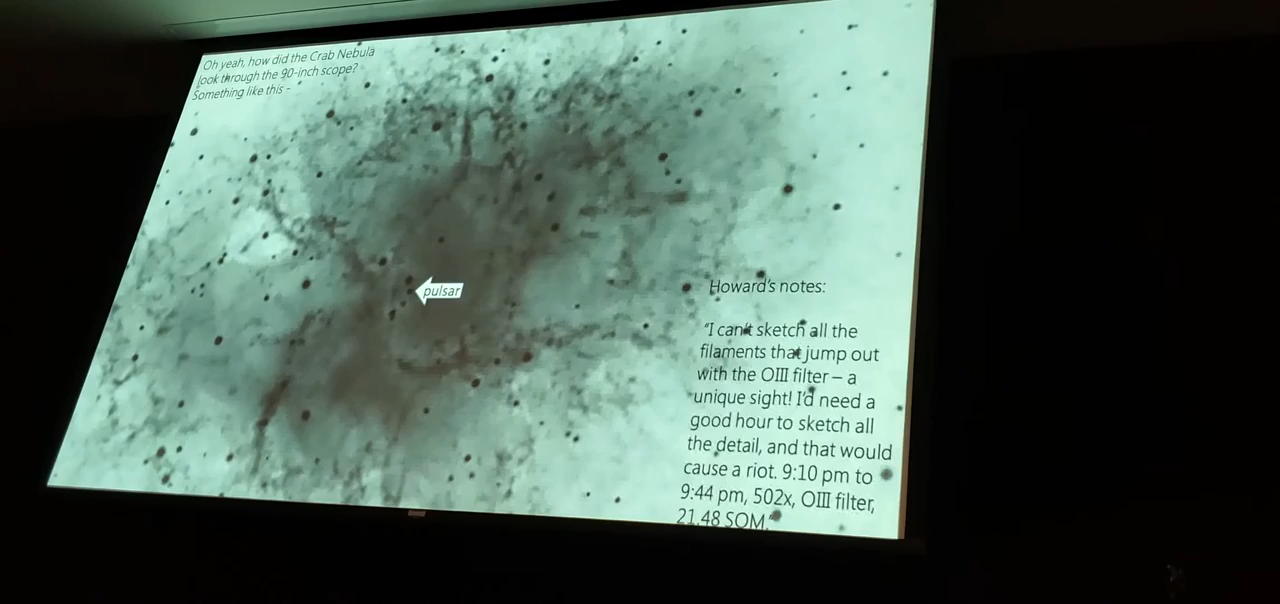 Oh yeah, how did the Crab Nebula
look through the 90-inch scope?
Something like this -
pulsar
Howard's notes:
"I can't sketch all the
filaments that jump out
with the OIII filter – a
unique sight! I'd need a
good hour to sketch all
the detail, and that would
cause a riot. 9:10 pm to
9:44 pm, 502x, OIII filter,
21.48 SQM."